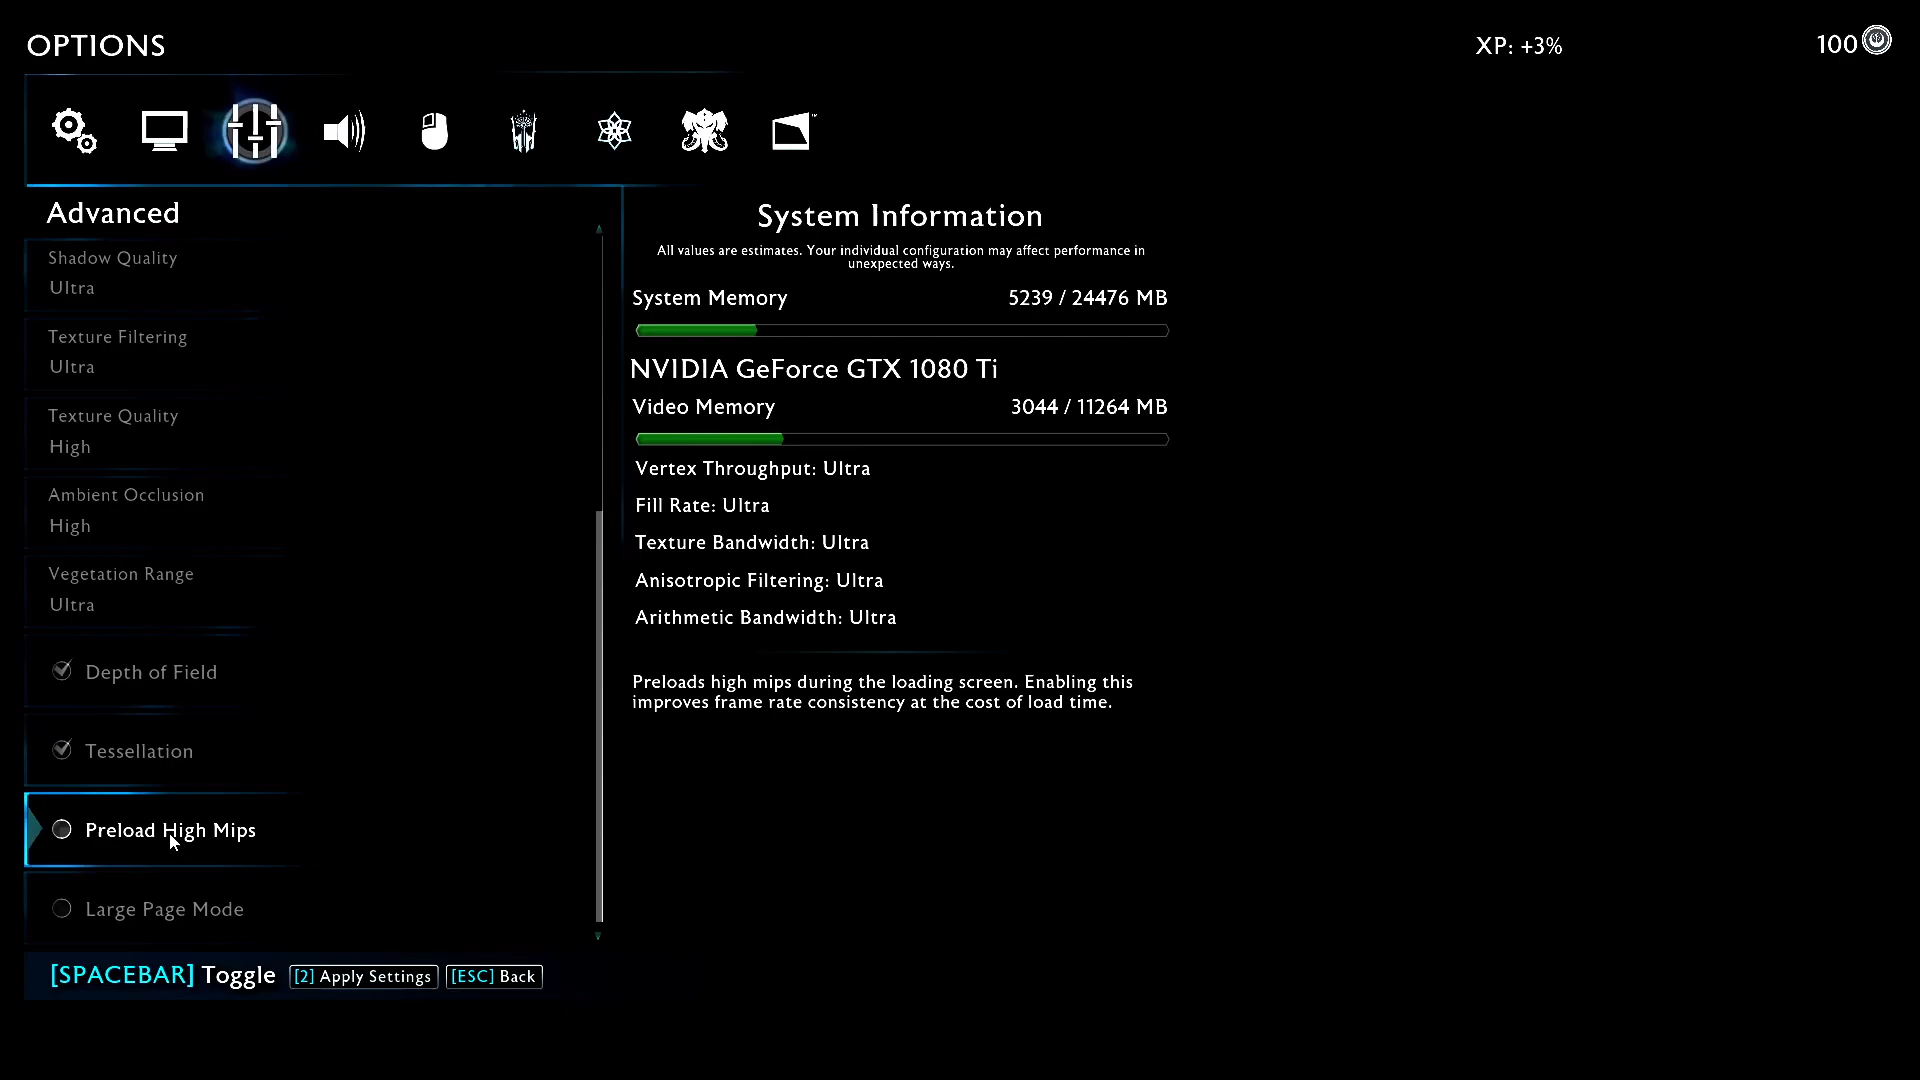 OPTIONS
XP: +3%
100
Advanced
Shadow Quality
Ultra
Texture Filtering
Ultra
Texture Quality
High
Ambient Occlusion
High
Vegetation Range
Ultra
Depth of Field
Tessellation
Preload High Mips
Large Page Mode
[SPACEBAR] Toggle [2] Apply Settings [ESC] Back
System Information
All values are estimates. Your individual configuration may affect performance in
unexpected ways.
System Memory 5239 / 24476 MB
NVIDIA GeForce GTX 1080 Ti
Video Memory 3044 / 11264 MB
Vertex Throughput: Ultra
Fill Rate: Ultra
Texture Bandwidth: Ultra
Anisotropic Filtering: Ultra
Arithmetic Bandwidth: Ultra
Preloads high mips during the loading screen. Enabling this
improves frame rate consistency at the cost of load time.